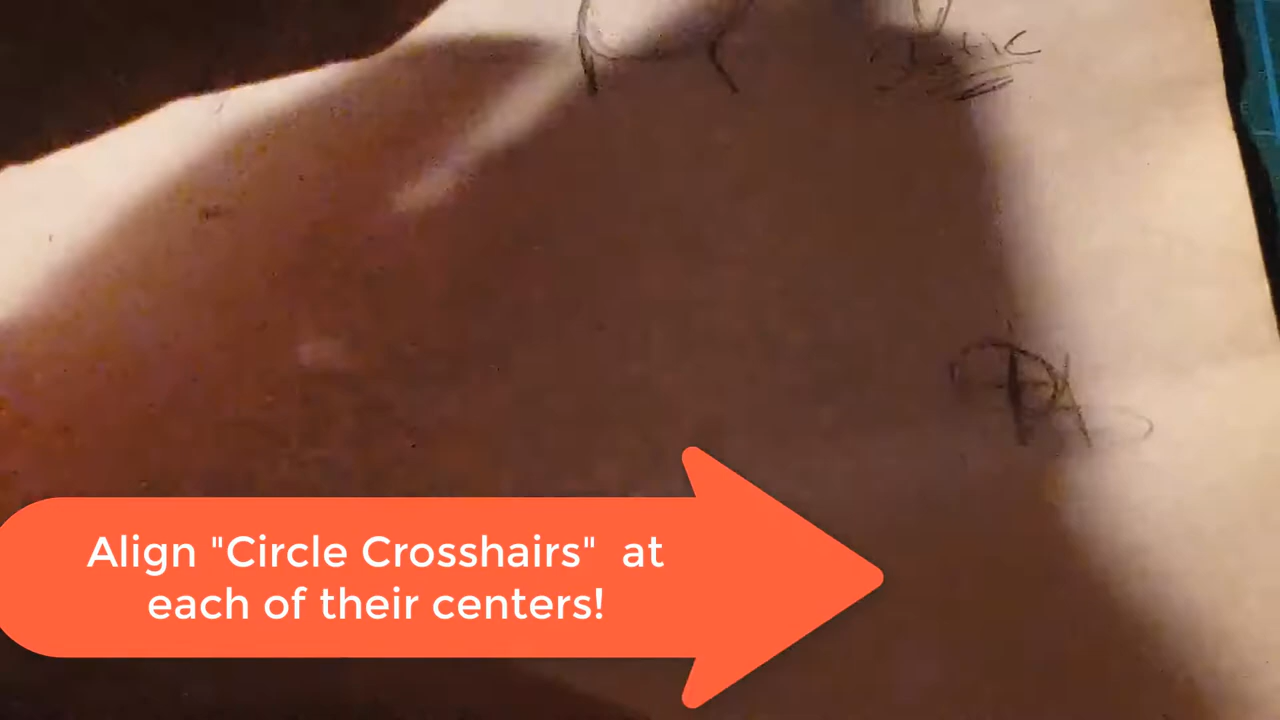 Align "Circle Crosshairs"  at
each of their centers!